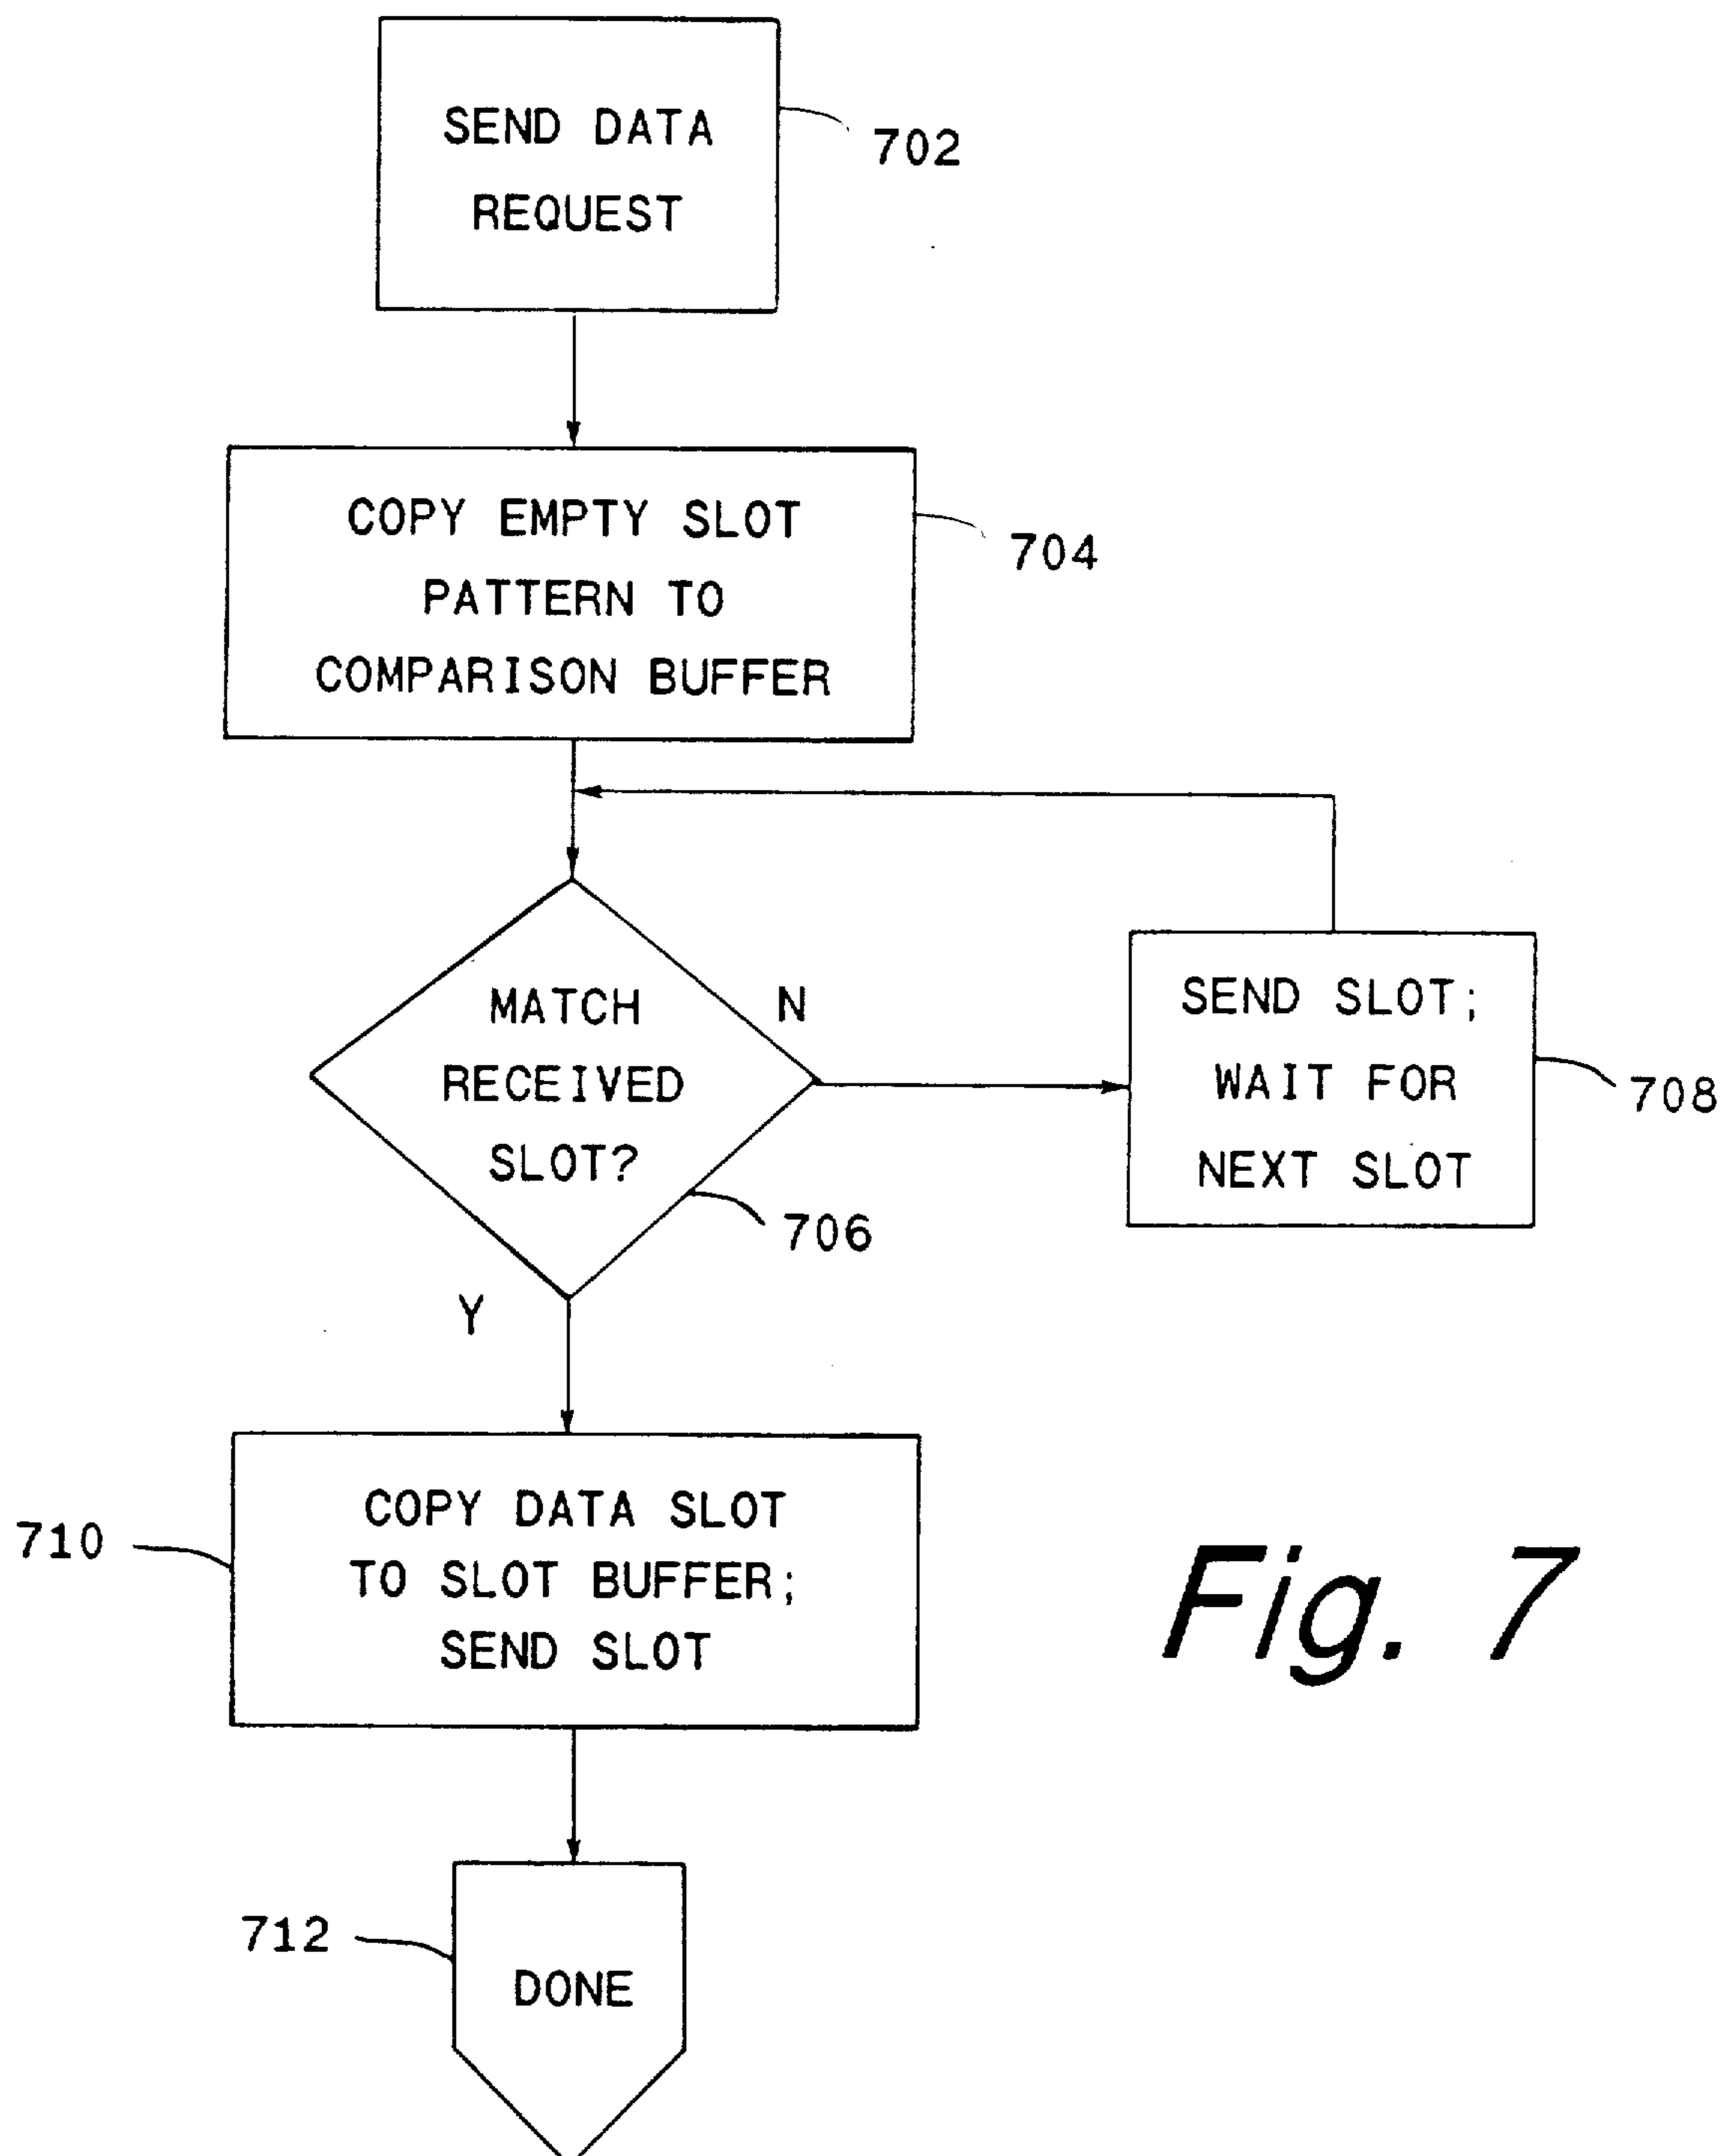 SEND DATA
REQUEST
702
COPY EMPTY SLOT
PATTERN TO
COMPARISON BUFFER
704
MATCH
RECEIVED
SLOT?
N
706
SEND SLOT;
WAIT FOR
NEXT SLOT
708
Y
COPY DATA SLOT
TO SLOT BUFFER;
SEND SLOT
710
DONE
712
Fig. 7